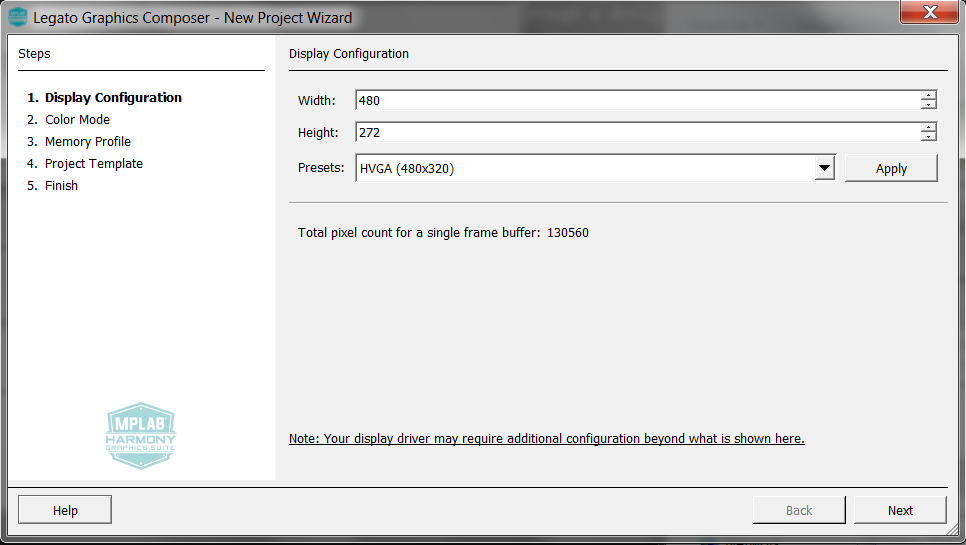 Legato Graphics Composer - New Project Wizard
Steps
1. Display Configuration
2. Color Mode
3. Memory Profile
4. Project Template
5. Finish
MPLAB
HARMONY
GRAPHICS SUITE
Display Configuration
Width: 480
Height: 272
Presets: HVGA (480x320) Apply
Total pixel count for a single frame buffer: 130560
Note: Your display driver may require additional configuration beyond what is shown here.
Help Back Next